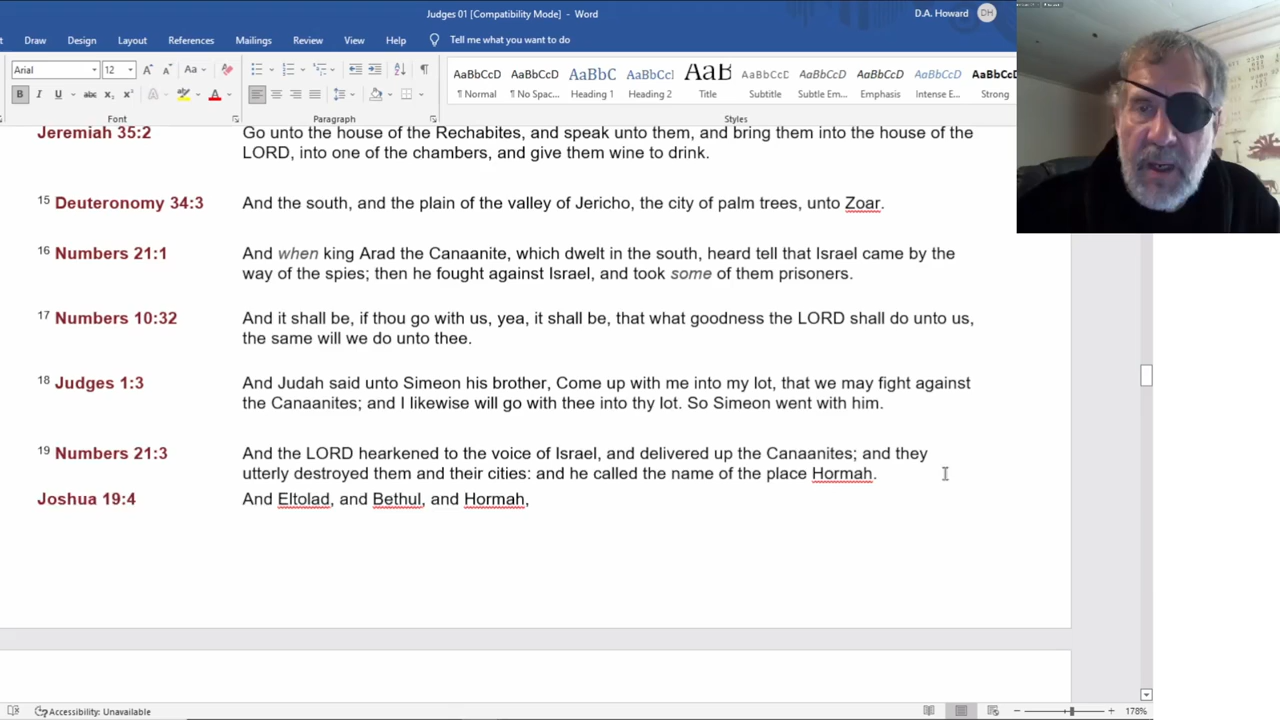 Judges 01 [Compatibility Mode] - Word
D.A. Howard DH
Draw Design Layout References Mailings Review View Help Tell me what you want to do
Arial 12 Aa
B I U abc x₂ x² A A
AaBbCcD AaBbCcD AaBbC AaBbCcl AaB AaBbCcD AaBbCcD AaBbCcD AaBbCcD AaBbCcD
¶ Normal ¶ No Spac... Heading 1 Heading 2 Title Subtitle Subtle Em... Emphasis Intense E... Strong
Font Paragraph Styles
Jeremiah 35:2 Go unto the house of the Rechabites, and speak unto them, and bring them into the house of the
LORD, into one of the chambers, and give them wine to drink.
15 Deuteronomy 34:3 And the south, and the plain of the valley of Jericho, the city of palm trees, unto Zoar.
16 Numbers 21:1 And when king Arad the Canaanite, which dwelt in the south, heard tell that Israel came by the
way of the spies; then he fought against Israel, and took some of them prisoners.
17 Numbers 10:32 And it shall be, if thou go with us, yea, it shall be, that what goodness the LORD shall do unto us,
the same will we do unto thee.
18 Judges 1:3 And Judah said unto Simeon his brother, Come up with me into my lot, that we may fight against
the Canaanites; and I likewise will go with thee into thy lot. So Simeon went with him.
19 Numbers 21:3 And the LORD hearkened to the voice of Israel, and delivered up the Canaanites; and they
utterly destroyed them and their cities: and he called the name of the place Hormah.
Joshua 19:4 And Eltolad, and Bethul, and Hormah,
Accessibility: Unavailable
178%